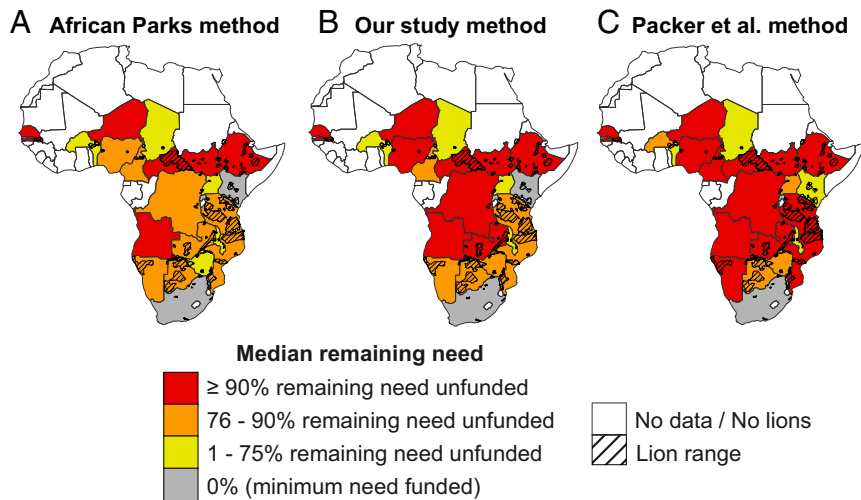 A African Parks method
B Our study method
C Packer et al. method
Median remaining need
≥ 90% remaining need unfunded
76 - 90% remaining need unfunded
1 - 75% remaining need unfunded
0% (minimum need funded)
No data / No lions
Lion range